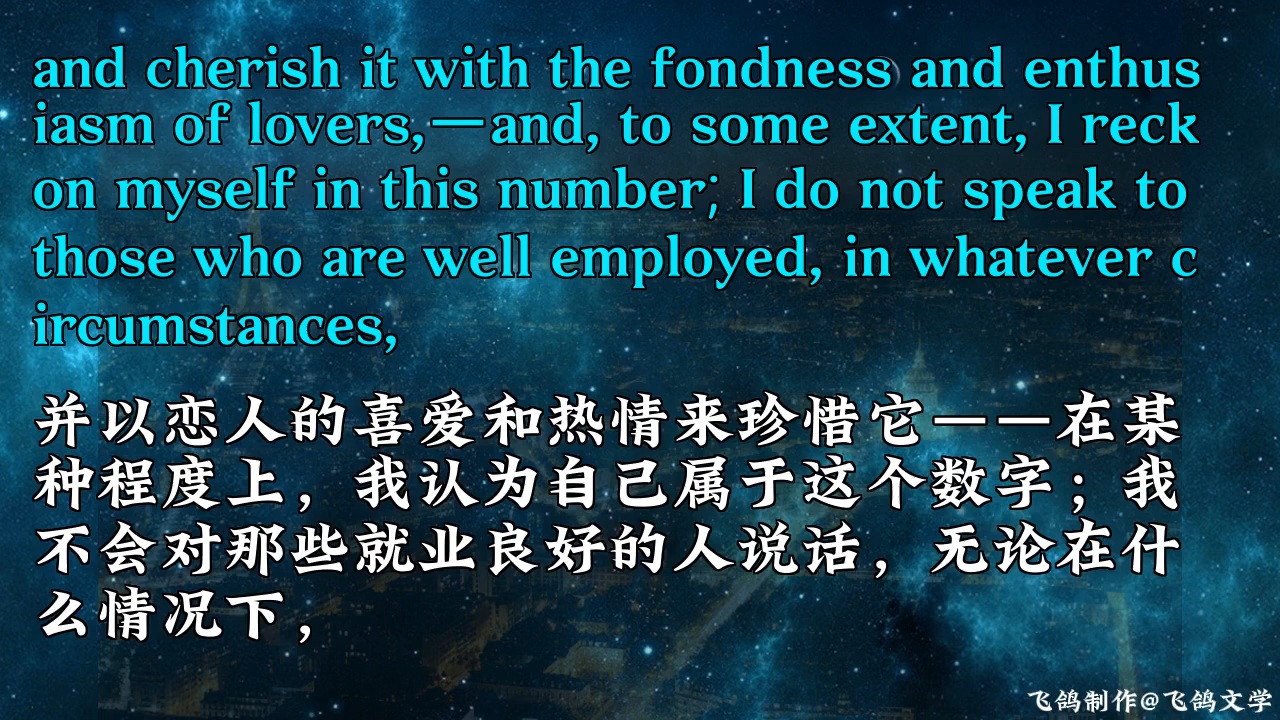 and cherish it with the fondness and enthus
iasm of lovers,—and, to some extent, I reck
on myself in this number; I do not speak to
those who are well employed, in whatever c
ircumstances,
并以恋人的喜爱和热情来珍惜它——在某
种程度上，我认为自己属于这个数字；我
不会对那些就业良好的人说话，无论在什
么情况下，
飞鸽制作@飞鸽文学